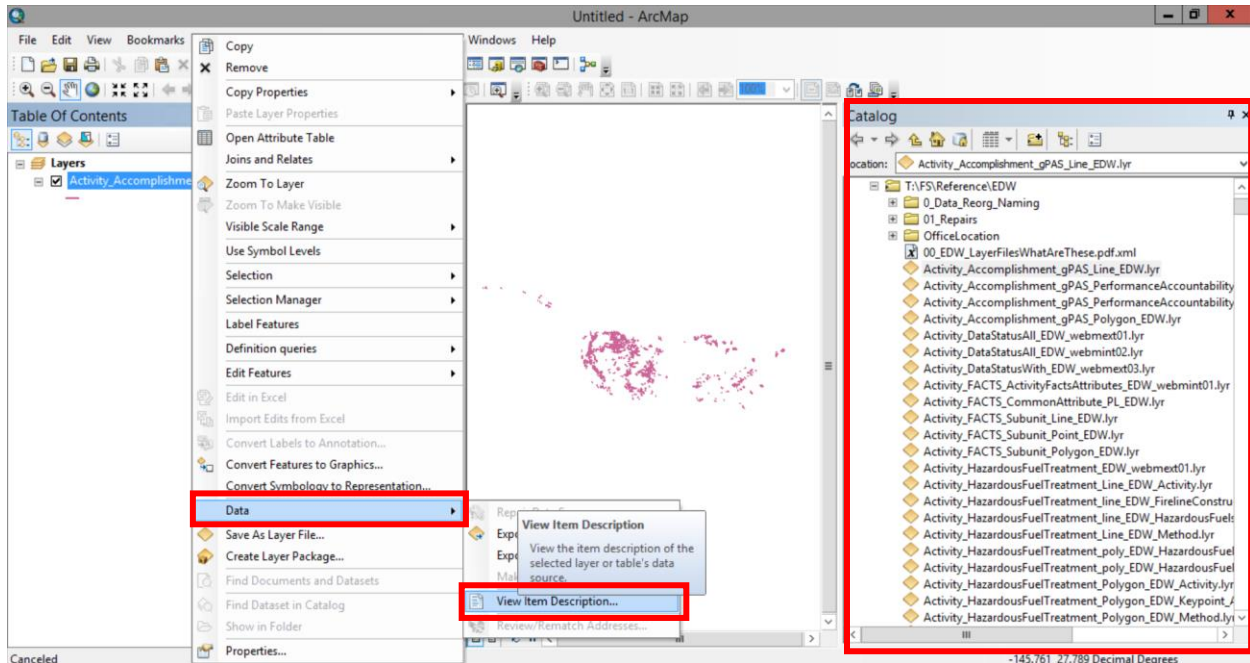 Untitled - ArcMap
File Edit View Bookmarks
Windows Help
100%
Table Of Contents
Layers
Activity_Accomplishme
Copy
Remove
Copy Properties
Paste Layer Properties
Open Attribute Table
Joins and Relates
Zoom To Layer
Zoom To Make Visible
Visible Scale Range
Use Symbol Levels
Selection
Selection Manager
Label Features
Definition queries
Edit Features
Edit in Excel
Import Edits from Excel
Convert Labels to Annotation...
Convert Features to Graphics...
Convert Symbology to Representation...
Data
Save As Layer File...
Create Layer Package...
Find Documents and Datasets
Find Dataset in Catalog
Show in Folder
Properties...
Expo
Expo
View Item Description
View the item description of the
selected layer or table's data
source.
View Item Description...
Review/Rematch Addresses...
Catalog
ocation: Activity_Accomplishment_gPAS_Line_EDW.lyr
T:\FS\Reference\EDW
0_Data_Reorg_Naming
01_Repairs
OfficeLocation
00_EDW_LayerFilesWhatAreThese.pdf.xml
Activity_Accomplishment_gPAS_Line_EDW.lyr
Activity_Accomplishment_gPAS_PerformanceAccountability
Activity_Accomplishment_gPAS_PerformanceAccountability
Activity_Accomplishment_gPAS_Polygon_EDW.lyr
Activity_DataStatusAll_EDW_webmext01.lyr
Activity_DataStatusAll_EDW_webmint02.lyr
Activity_DataStatusWith_EDW_webmext03.lyr
Activity_FACTS_ActivityFactsAttributes_EDW_webmint01.lyr
Activity_FACTS_CommonAttribute_PL_EDW.lyr
Activity_FACTS_Subunit_Line_EDW.lyr
Activity_FACTS_Subunit_Point_EDW.lyr
Activity_FACTS_Subunit_Polygon_EDW.lyr
Activity_HazardousFuelTreatment_EDW_webmext01.lyr
Activity_HazardousFuelTreatment_Line_EDW_Activity.lyr
Activity_HazardousFuelTreatment_line_EDW_FirelineConstru
Activity_HazardousFuelTreatment_line_EDW_HazardousFuels
Activity_HazardousFuelTreatment_Line_EDW_Method.lyr
Activity_HazardousFuelTreatment_poly_EDW_HazardousFuel
Activity_HazardousFuelTreatment_poly_EDW_HazardousFuel
Activity_HazardousFuelTreatment_Polygon_EDW_Activity.lyr
Activity_HazardousFuelTreatment_Polygon_EDW_Keypoint_A
Activity_HazardousFuelTreatment_Polygon_EDW_Method.lyr
Canceled
-145.761 27.789 Decimal Degrees